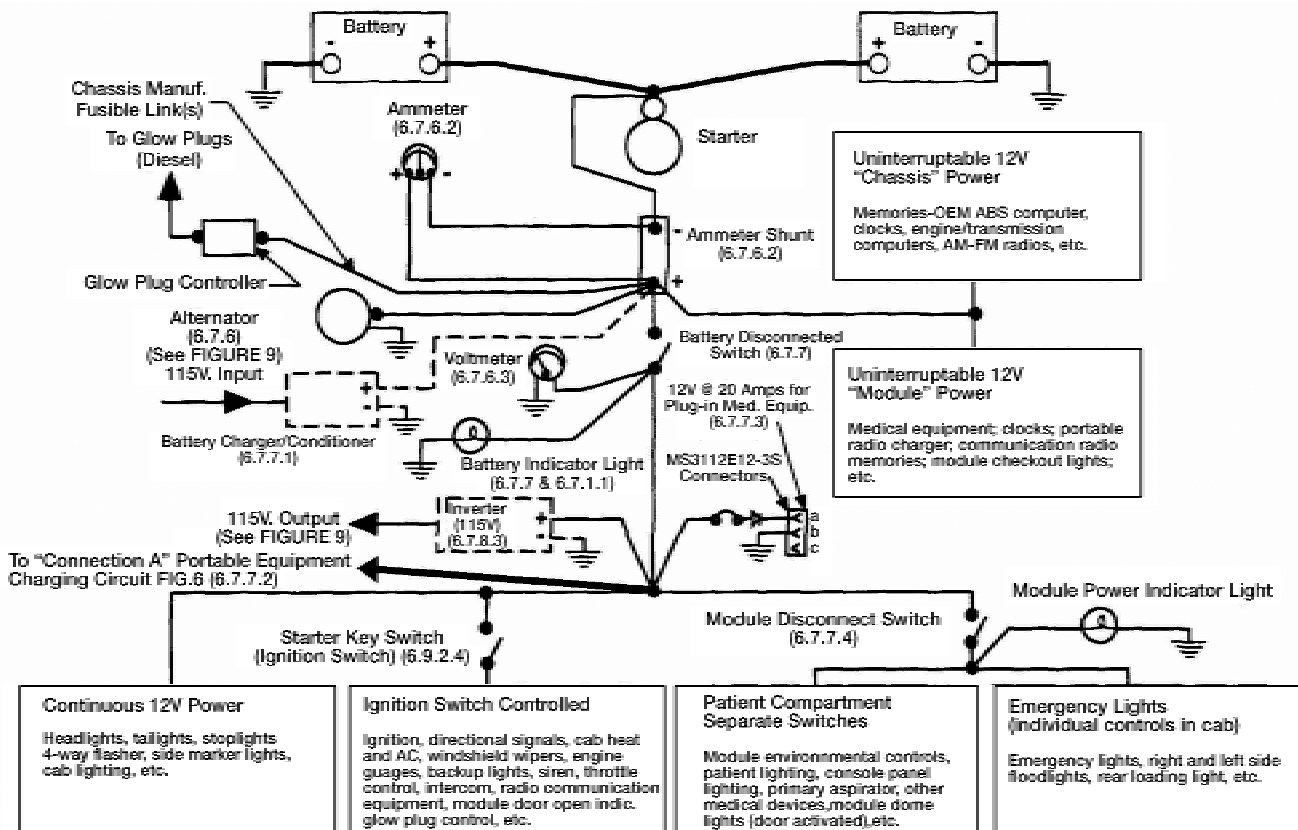 Battery
- +
Battery
+ -
Chassis Manuf.
Fusible Link(s)
To Glow Plugs
(Diesel)
Ammeter
(6.7.6.2)
+ -
Starter
Uninterruptable 12V
"Chassis" Power
Memories-OEM ABS computer,
clocks, engine/transmission
computers, AM-FM radios, etc.
-
Ammeter Shunt
(6.7.6.2)
+
Glow Plug Controller
Alternator
(6.7.6)
(See FIGURE 9)
115V. Input
+
-
Battery Charger/Conditioner
(6.7.7.1)
Voltmeter
(6.7.6.3)
Battery Disconnected
Switch (6.7.7)
12V @ 20 Amps for
Plug-in Med. Equip.
(6.7.7.3)
MS3112E12-3S
Connectors
a
b
c
Uninterruptable 12V
"Module" Power
Medical equipment; clocks; portable
radio charger; communication radio
memories; module checkout lights;
etc.
Battery Indicator Light
(6.7.7 & 6.7.1.1)
Inverter
(115V)
(6.7.8.3)
+
-
115V. Output
(See FIGURE 9)
To "Connection A" Portable Equipment
Charging Circuit FIG.6 (6.7.7.2)
Starter Key Switch
(Ignition Switch) (6.9.2.4)
Module Disconnect Switch
(6.7.7.4)
Module Power Indicator Light
Continuous 12V Power
Headlights, tailights, stoplights
4-way flasher, side marker lights,
cab lighting, etc.
Ignition Switch Controlled
Ignition, directional signals, cab heat
and AC, windshield wipers, engine
guages, backup lights, siren, throttle
control, intercom, radio communication
equipment, module door open indic.
glow plug control, etc.
Patient Compartment
Separate Switches
Module environmnental controls,
patient lighting, console panel
lighting, primary aspirator, other
medical devices,module dome
lights (door activated),etc.
Emergency Lights
(individual controls in cab)
Emergency lights, right and left side
floodlights, rear loading light, etc.